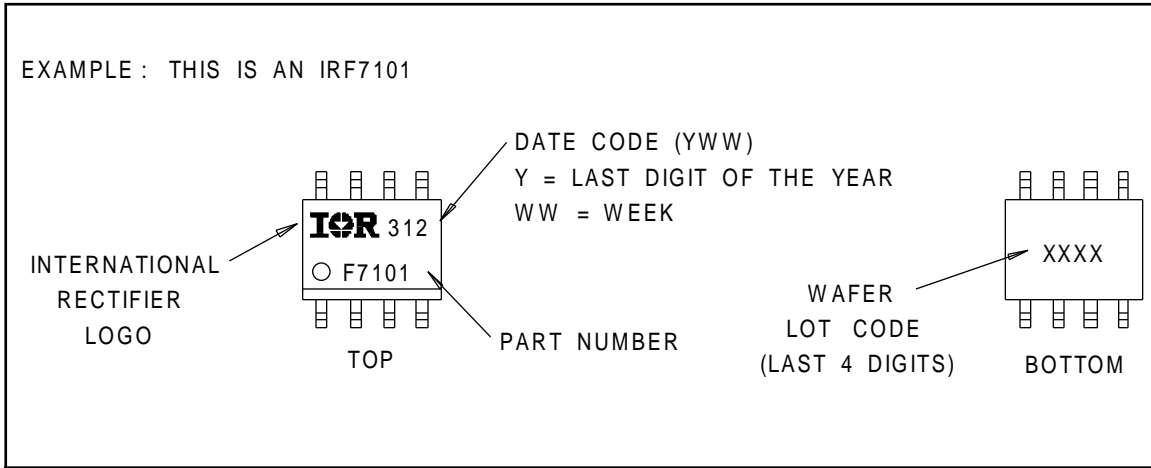 EXAMPLE : THIS IS AN IRF7101
DATE CODE (YWW)
Y = LAST DIGIT OF THE YEAR
WW = WEEK
IOR 312
F7101
INTERNATIONAL
RECTIFIER
LOGO
PART NUMBER
TOP
XXXX
WAFER
LOT CODE
(LAST 4 DIGITS)
BOTTOM